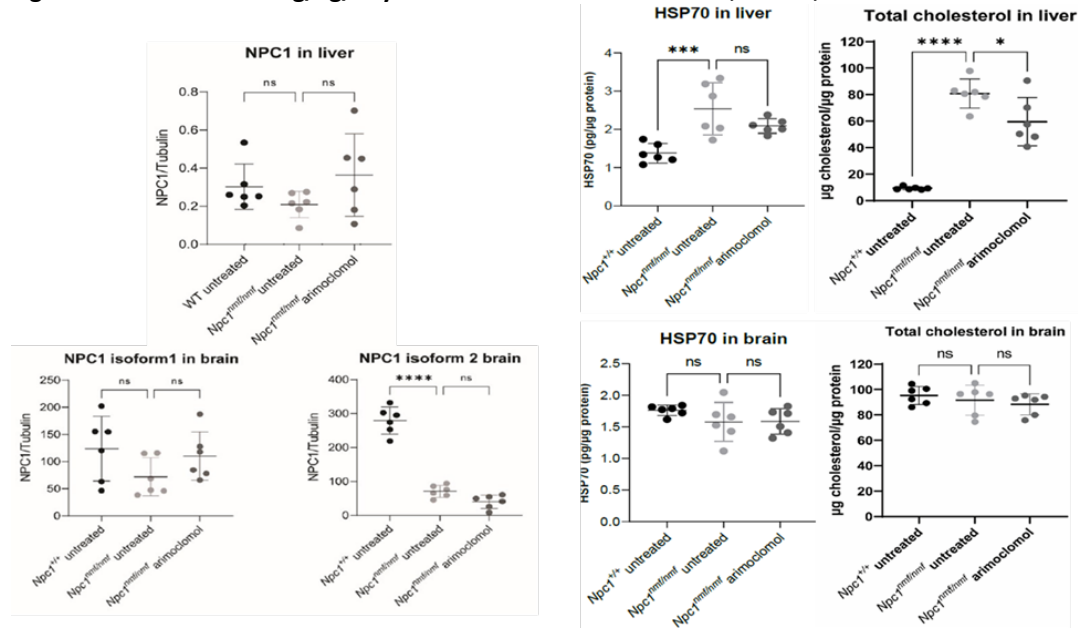 NPC1 in liver
ns
ns
NPC1/Tubulin
0.8
0.6
0.4
0.2
0.0
WT untreated
Npc1nmf/nmf untreated
Npc1nmf/nmf arimoclomol
HSP70 in liver
***
ns
HSP70 (pg/µg protein)
4
3
2
1
0
Npc1+/+ untreated
Npc1nmf/nmf untreated
Npc1nmf/nmf arimoclomol
Total cholesterol in liver
****
*
µg cholesterol/µg protein
120
100
80
60
40
20
0
Npc1+/+ untreated
Npc1nmf/nmf untreated
Npc1nmf/nmf arimoclomol
NPC1 isoform1 in brain
ns
ns
NPC1/Tubulin
250
200
150
100
50
0
Npc1+/+ untreated
Npc1nmf/nmf untreated
Npc1nmf/nmf arimoclomol
NPC1 isoform 2 brain
****
ns
NPC1/Tubulin
400
300
200
100
0
Npc1+/+ untreated
Npc1nmf/nmf untreated
Npc1nmf/nmf arimoclomol
HSP70 in brain
ns
ns
HSP70 (pg/µg protein)
2.5
2.0
1.5
1.0
0.5
0.0
Npc1+/+ untreated
Npc1nmf/nmf untreated
Npc1nmf/nmf arimoclomol
Total cholesterol in brain
ns
ns
µg cholesterol/µg protein
120
100
80
60
40
20
0
Npc1+/+ untreated
Npc1nmf/nmf untreated
Npc1nmf/nmf arimoclomol